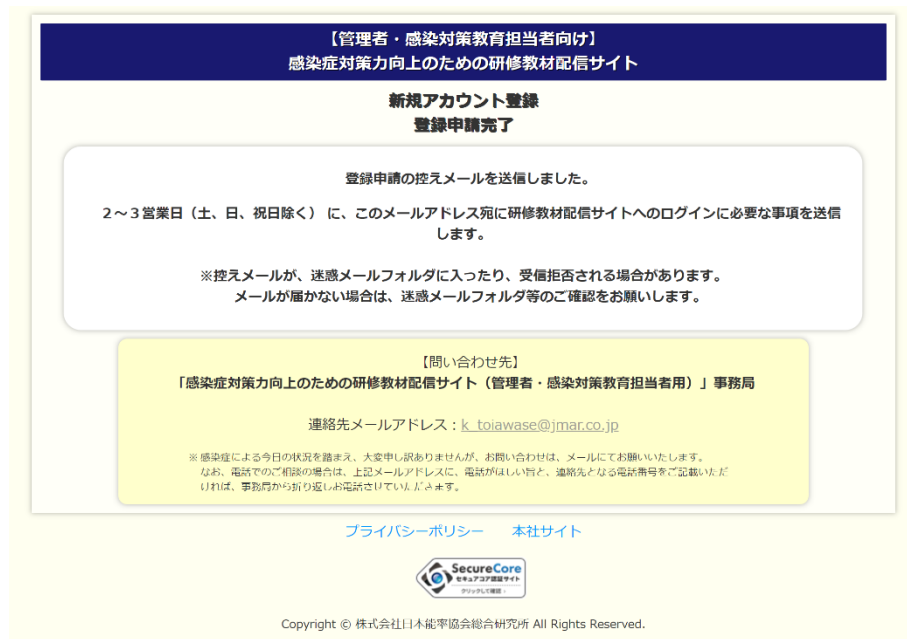 【管理者・感染対策教育担当者向け】
感染症対策力向上のための研修教材配信サイト
新規アカウント登録
登録申請完了
登録申請の控えメールを送信しました。
２～３営業日（土、日、祝日除く） に、このメールアドレス宛に研修教材配信サイトへのログインに必要な事項を送信
します。
※控えメールが、迷惑メールフォルダに入ったり、受信拒否される場合があります。
メールが届かない場合は、迷惑メールフォルダ等のご確認をお願いします。
【問い合わせ先】
「感染症対策力向上のための研修教材配信サイト（管理者・感染対策教育担当者用）」事務局
連絡先メールアドレス：k_toiawase@jmar.co.jp
※ 感染症による今日の状況を踏まえ、大変申し訳ありませんが、お問い合わせは、メールにてお願いいたします。
なお、電話でのご相談の場合は、上記メールアドレスに、電話がほしい旨と、連絡先となる電話番号をご記載いただ
ければ、事務局から折り返しお電話させていただきます。
プライバシーポリシー 本社サイト
SecureCore
セキュアコア認証サイト
クリックして確認
Copyright © 株式会社日本能率協会総合研究所 All Rights Reserved.